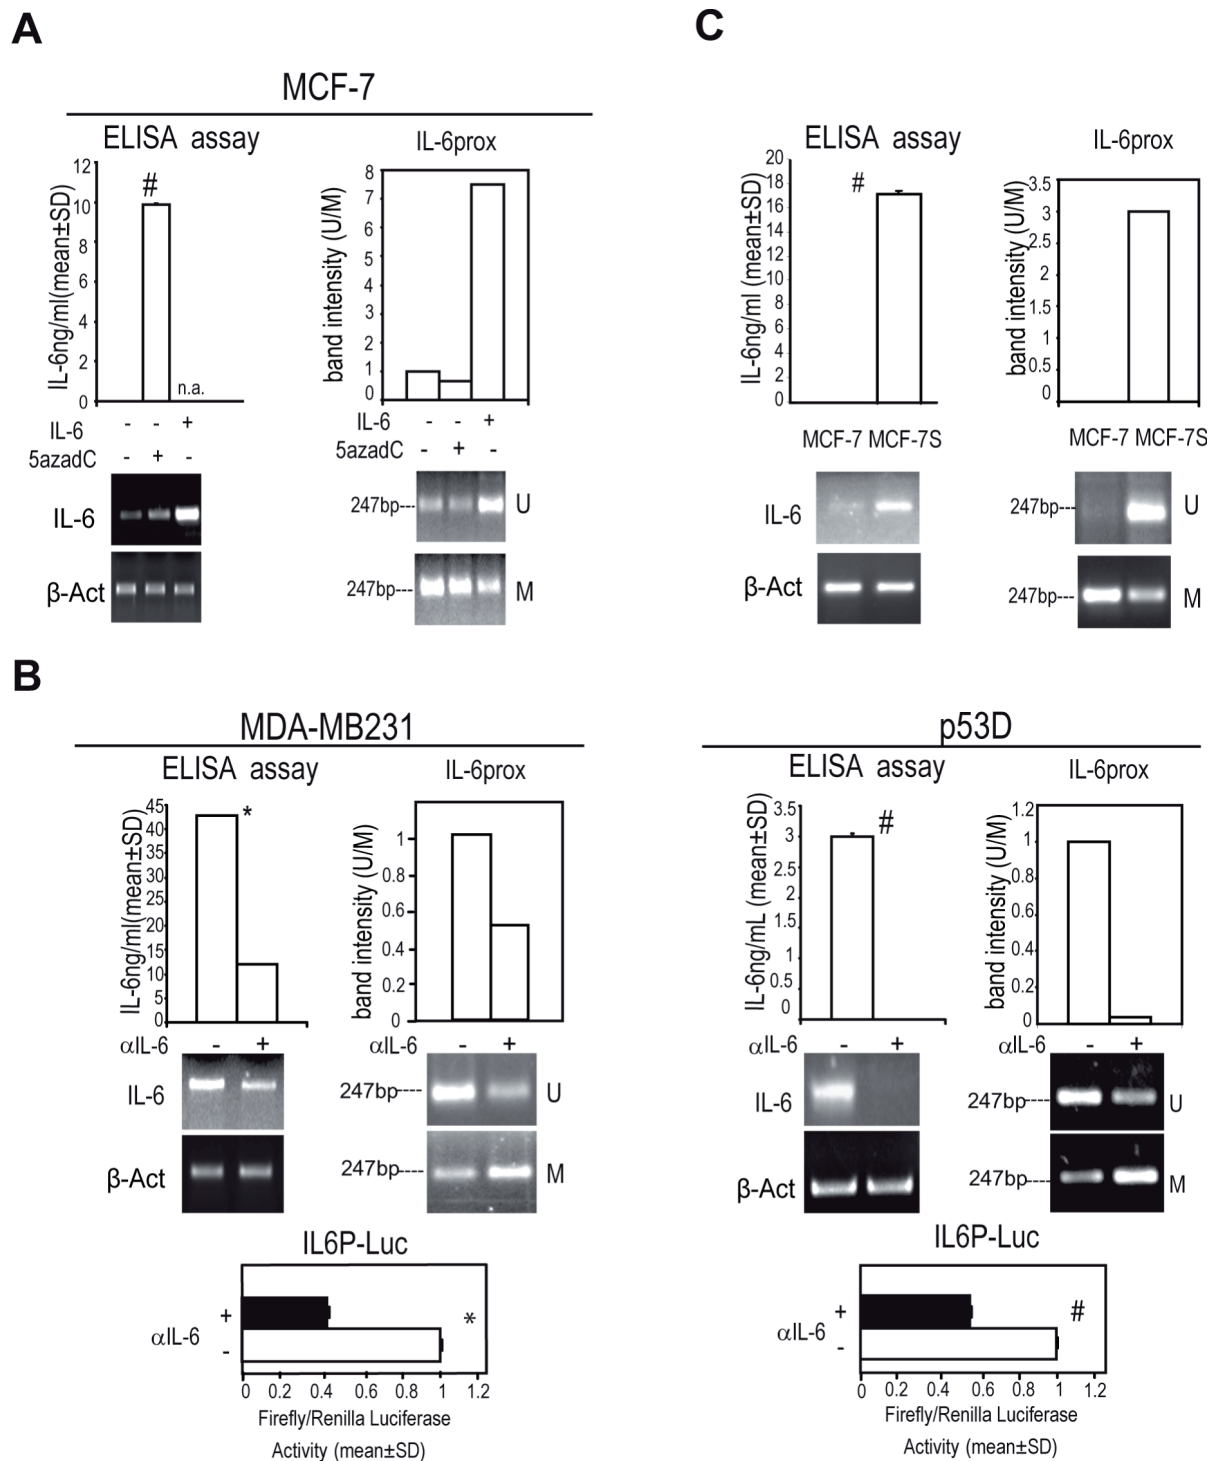 A
MCF-7
ELISA assay
IL-6ng/ml(mean±SD)
12
10
8
6
4
2
0
#
n.a.
IL-6 - - +
5azadC - + -
IL-6
β-Act
IL-6prox
band intensity (U/M)
8
7
6
5
4
3
2
1
0
IL-6 - - +
5azadC - + -
247bp--- U
247bp--- M
C
ELISA assay
IL-6ng/ml (mean±SD)
20
18
16
14
12
10
8
6
4
2
0
#
MCF-7 MCF-7S
IL-6
β-Act
IL-6prox
band intensity (U/M)
3.5
3
2.5
2
1.5
1
0.5
0
MCF-7 MCF-7S
247bp--- U
247bp--- M
B
MDA-MB231
ELISA assay
IL-6ng/ml(mean±SD)
45
40
35
30
25
20
15
10
5
0
*
αIL-6 - +
IL-6
β-Act
IL-6prox
band intensity (U/M)
1
0.8
0.6
0.4
0.2
0
αIL-6 - +
247bp---- U
247bp---- M
IL6P-Luc
αIL-6
+
-
*
0 0.2 0.4 0.6 0.8 1 1.2
Firefly/Renilla Luciferase
Activity (mean±SD)
p53D
ELISA assay
IL-6ng/mL (mean±SD)
3.5
3
2.5
2
1.5
1
0.5
0
#
αIL-6 - +
IL-6
β-Act
IL-6prox
band intensity (U/M)
1.2
1
0.8
0.6
0.4
0.2
0
αIL-6 - +
247bp---- U
247bp---- M
IL6P-Luc
αIL-6
+
-
#
0 0.2 0.4 0.6 0.8 1 1.2
Firefly/Renilla Luciferase
Activity (mean±SD)